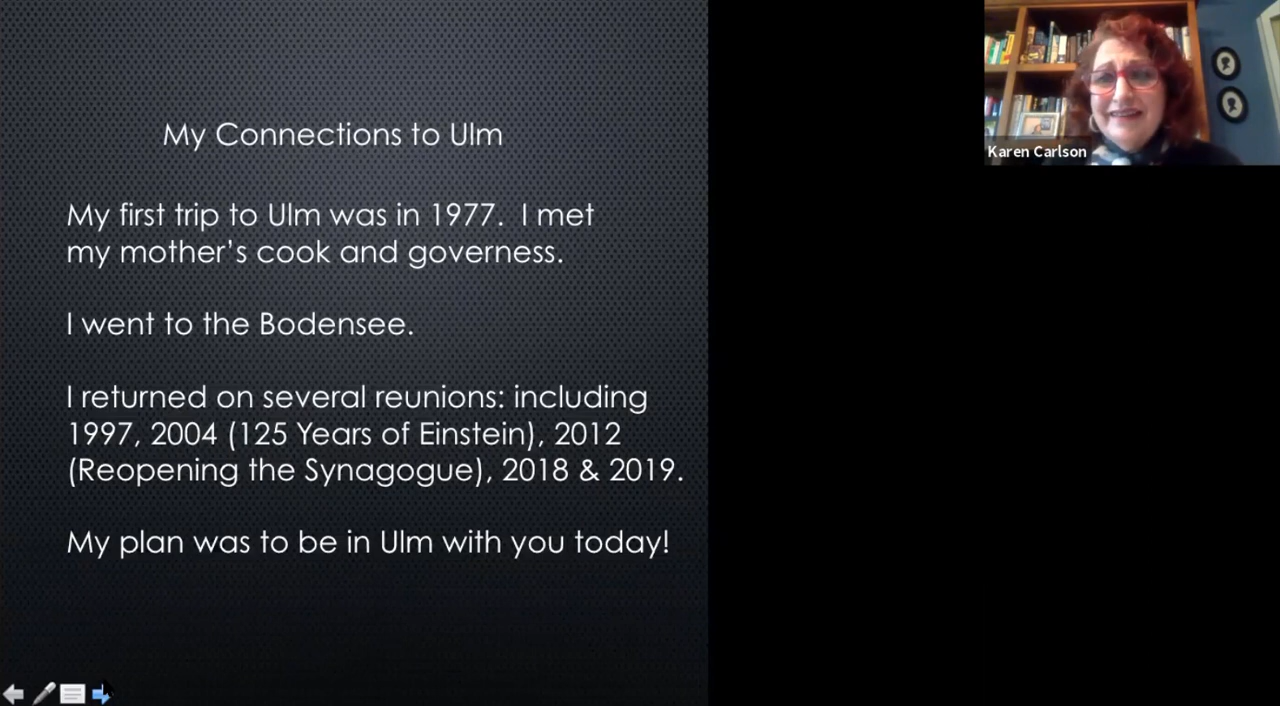 My Connections to Ulm
My first trip to Ulm was in 1977.  I met
my mother’s cook and governess.
I went to the Bodensee.
I returned on several reunions: including
1997, 2004 (125 Years of Einstein), 2012
(Reopening the Synagogue), 2018 & 2019.
My plan was to be in Ulm with you today!
Karen Carlson